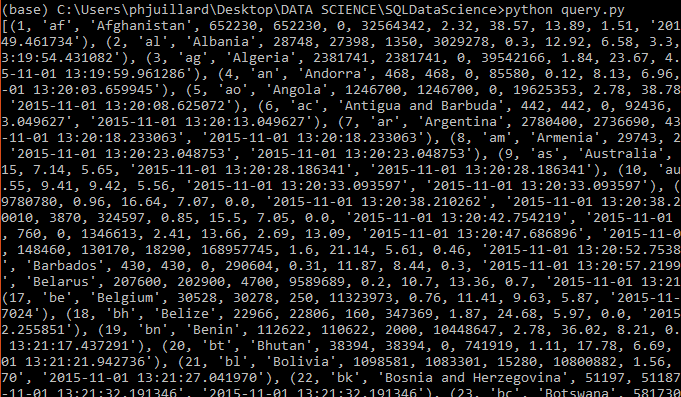 (base) C:\Users\phjuillard\Desktop\DATA SCIENCE\SQLDataScience>python query.py
[(1, 'af', 'Afghanistan', 652230, 652230, 0, 32564342, 2.32, 38.57, 13.89, 1.51, '201
49.461734'), (2, 'al', 'Albania', 28748, 27398, 1350, 3029278, 0.3, 12.92, 6.58, 3.3,
3:19:54.431082'), (3, 'ag', 'Algeria', 2381741, 2381741, 0, 39542166, 1.84, 23.67, 4.
5-11-01 13:19:59.961286'), (4, 'an', 'Andorra', 468, 468, 0, 85580, 0.12, 8.13, 6.96,
-01 13:20:03.659945'), (5, 'ao', 'Angola', 1246700, 1246700, 0, 19625353, 2.78, 38.78
'2015-11-01 13:20:08.625072'), (6, 'ac', 'Antigua and Barbuda', 442, 442, 0, 92436,
3.049627', '2015-11-01 13:20:13.049627'), (7, 'ar', 'Argentina', 2780400, 2736690, 43
-11-01 13:20:18.233063', '2015-11-01 13:20:18.233063'), (8, 'am', 'Armenia', 29743, 2
'2015-11-01 13:20:23.048753', '2015-11-01 13:20:23.048753'), (9, 'as', 'Australia',
15, 7.14, 5.65, '2015-11-01 13:20:28.186341', '2015-11-01 13:20:28.186341'), (10, 'au
.55, 9.41, 9.42, 5.56, '2015-11-01 13:20:33.093597', '2015-11-01 13:20:33.093597'), (
9780780, 0.96, 16.64, 7.07, 0.0, '2015-11-01 13:20:38.210262', '2015-11-01 13:20:38.2
0010, 3870, 324597, 0.85, 15.5, 7.05, 0.0, '2015-11-01 13:20:42.754219', '2015-11-01
, 760, 0, 1346613, 2.41, 13.66, 2.69, 13.09, '2015-11-01 13:20:47.686896', '2015-11-0
, 148460, 130170, 18290, 168957745, 1.6, 21.14, 5.61, 0.46, '2015-11-01 13:20:52.7538
, 'Barbados', 430, 430, 0, 290604, 0.31, 11.87, 8.44, 0.3, '2015-11-01 13:20:57.2199
, 'Belarus', 207600, 202900, 4700, 9589689, 0.2, 10.7, 13.36, 0.7, '2015-11-01 13:21:
(17, 'be', 'Belgium', 30528, 30278, 250, 11323973, 0.76, 11.41, 9.63, 5.87, '2015-11-
7024'), (18, 'bh', 'Belize', 22966, 22806, 160, 347369, 1.87, 24.68, 5.97, 0.0, '2015
2.255851'), (19, 'bn', 'Benin', 112622, 110622, 2000, 10448647, 2.78, 36.02, 8.21, 0.
13:21:17.437291'), (20, 'bt', 'Bhutan', 38394, 38394, 0, 741919, 1.11, 17.78, 6.69,
01 13:21:21.942736'), (21, 'bl', 'Bolivia', 1098581, 1083301, 15280, 10800882, 1.56,
70', '2015-11-01 13:21:27.041970'), (22, 'bk', 'Bosnia and Herzegovina', 51197, 51187
-11-01 13:21:32.191346', '2015-11-01 13:21:32.191346'), (23, 'bc', 'Botswana', 581730